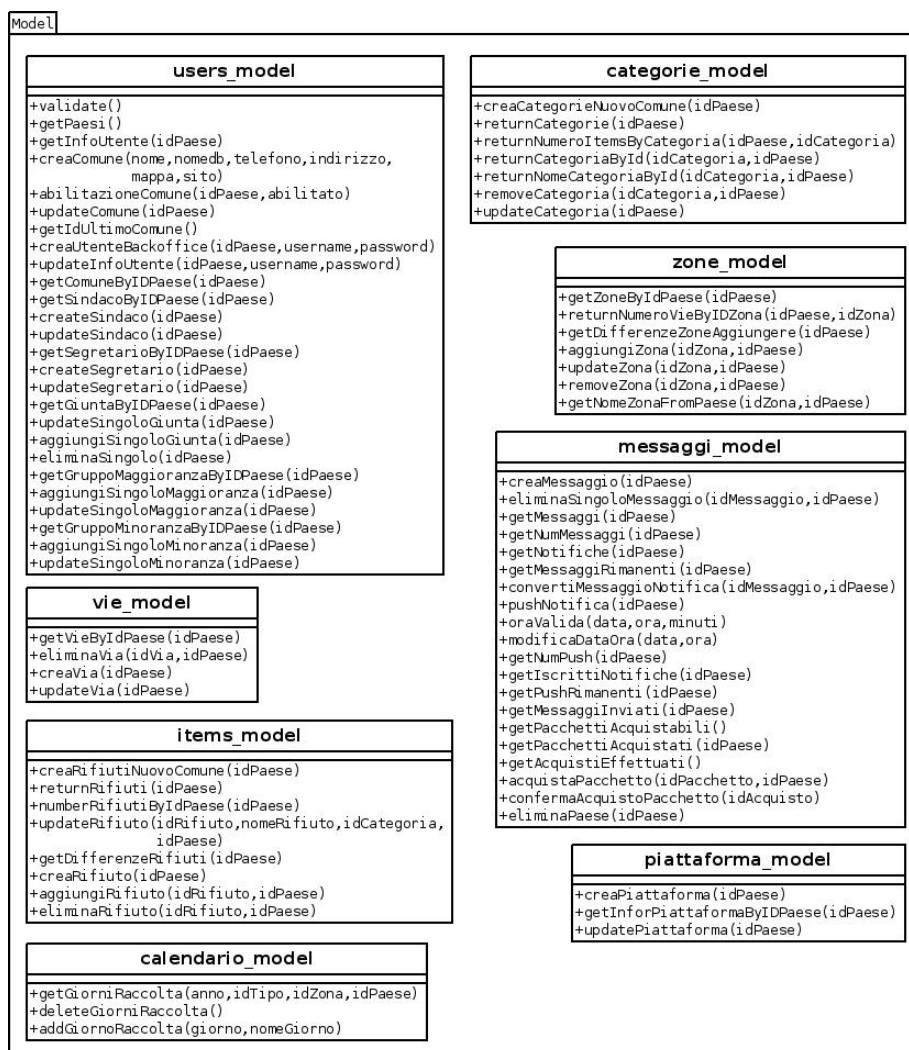 Model
users_model
+validate()
+getPaesi()
+getInfoUtente(idPaese)
+creaComune(nome,nomedb,telefono,indirizzo,
mappa,sito)
+abilitazioneComune(idPaese,abilitato)
+updateComune(idPaese)
+getIdUltimoComune()
+creaUtenteBackoffice(idPaese,username,password)
+updateInfoUtente(idPaese,username,password)
+getComuneByIDPaese(idPaese)
+getSindacoByIDPaese(idPaese)
+createSindaco(idPaese)
+updateSindaco(idPaese)
+getSegretarioByIDPaese(idPaese)
+createSegretario(idPaese)
+updateSegretario(idPaese)
+getGiuntaByIDPaese(idPaese)
+updateSingoloGiunta(idPaese)
+aggiungiSingoloGiunta(idPaese)
+eliminaSingolo(idPaese)
+getGruppoMaggioranzaByIDPaese(idPaese)
+aggiungiSingoloMaggioranza(idPaese)
+updateSingoloMaggioranza(idPaese)
+getGruppoMinoranzaByIDPaese(idPaese)
+aggiungiSingoloMinoranza(idPaese)
+updateSingoloMinoranza(idPaese)
vie_model
+getVieByIdPaese(idPaese)
+eliminaVia(idVia,idPaese)
+creaVia(idPaese)
+updateVia(idPaese)
items_model
+creaRifiutiNuovoComune(idPaese)
+returnRifiuti(idPaese)
+numberRifiutiByIdPaese(idPaese)
+updateRifiuto(idRifiuto,nomeRifiuto,idCategoria,
idPaese)
+getDifferenzeRifiuti(idPaese)
+creaRifiuto(idPaese)
+aggiungiRifiuto(idRifiuto,idPaese)
+eliminaRifiuto(idRifiuto,idPaese)
calendario_model
+getGiorniRaccolta(anno,idTipo,idZona,idPaese)
+deleteGiorniRaccolta()
+addGiornoRaccolta(giorno,nomeGiorno)
categorie_model
+creaCategorieNuovoComune(idPaese)
+returnCategorie(idPaese)
+returnNumeroItemsByCategoria(idPaese,idCategoria)
+returnCategoriaById(idCategoria,idPaese)
+returnNomeCategoriaById(idCategoria,idPaese)
+removeCategoria(idCategoria,idPaese)
+updateCategoria(idPaese)
zone_model
+getZoneByIdPaese(idPaese)
+returnNumeroVieByIDZona(idPaese,idZona)
+getDifferenzeZoneAggiungere(idPaese)
+aggiungiZona(idZona,idPaese)
+updateZona(idZona,idPaese)
+removeZona(idZona,idPaese)
+getNomeZonaFromPaese(idZona,idPaese)
messaggi_model
+creaMessaggio(idPaese)
+eliminaSingoloMessaggio(idMessaggio,idPaese)
+getMessaggi(idPaese)
+getNumMessaggi(idPaese)
+getNotifiche(idPaese)
+getMessaggiRimanenti(idPaese)
+convertiMessaggioNotifica(idMessaggio,idPaese)
+pushNotifica(idPaese)
+oraValida(data,ora,minuti)
+modificaDataOra(data,ora)
+getNumPush(idPaese)
+getIscrittiNotifiche(idPaese)
+getPushRimanenti(idPaese)
+getMessaggiInviati(idPaese)
+getPacchettiAcquistabili()
+getPacchettiAcquistati(idPaese)
+getAcquistiEffettuati()
+acquistaPacchetto(idPacchetto,idPaese)
+confermaAcquistoPacchetto(idAcquisto)
+eliminaPaese(idPaese)
piattaforma_model
+creaPiattaforma(idPaese)
+getInforPiattaformaByIDPaese(idPaese)
+updatePiattaforma(idPaese)